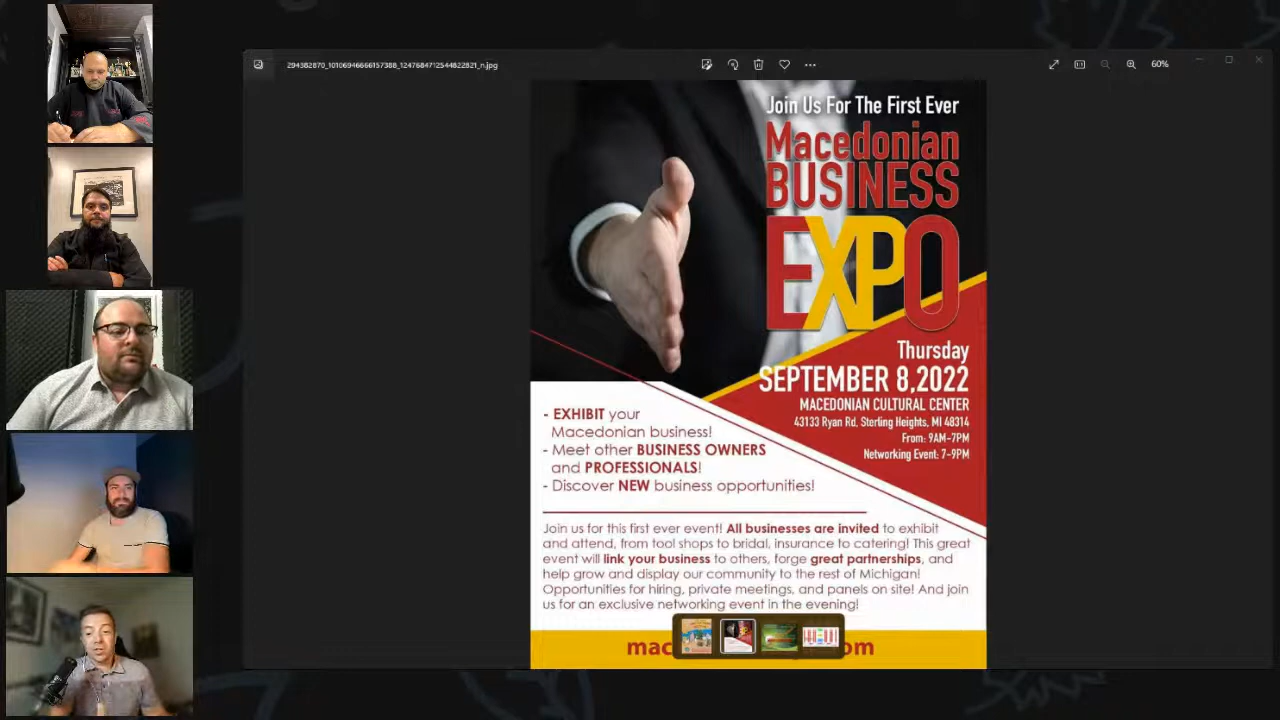 294382870_10106946666157388_1247684712544822821_n.jpg
60%
Join Us For The First Ever
Macedonian
BUSINESS
EXPO
Thursday
SEPTEMBER 8,2022
MACEDONIAN CULTURAL CENTER
43133 Ryan Rd, Sterling Heights, MI 48314
From: 9AM-7PM
Networking Event: 7-9PM
- EXHIBIT your
Macedonian business!
- Meet other BUSINESS OWNERS
and PROFESSIONALS!
- Discover NEW business opportunities!
Join us for this first ever event! All businesses are invited to exhibit
and attend, from tool shops to bridal, insurance to catering! This great
event will link your business to others, forge great partnerships, and
help grow and display our community to the rest of Michigan!
Opportunities for hiring, private meetings, and panels on site! And join
us for an exclusive networking event in the evening!